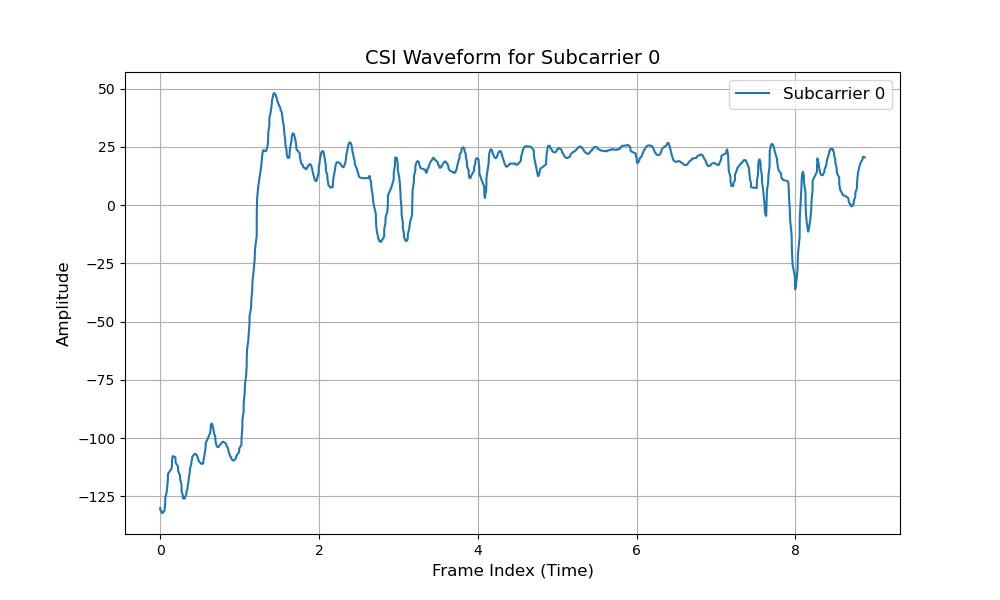 CSI Waveform for Subcarrier 0
Subcarrier 0
50
25
0
−25
−50
−75
−100
−125
Amplitude
0 2 4 6 8
Frame Index (Time)